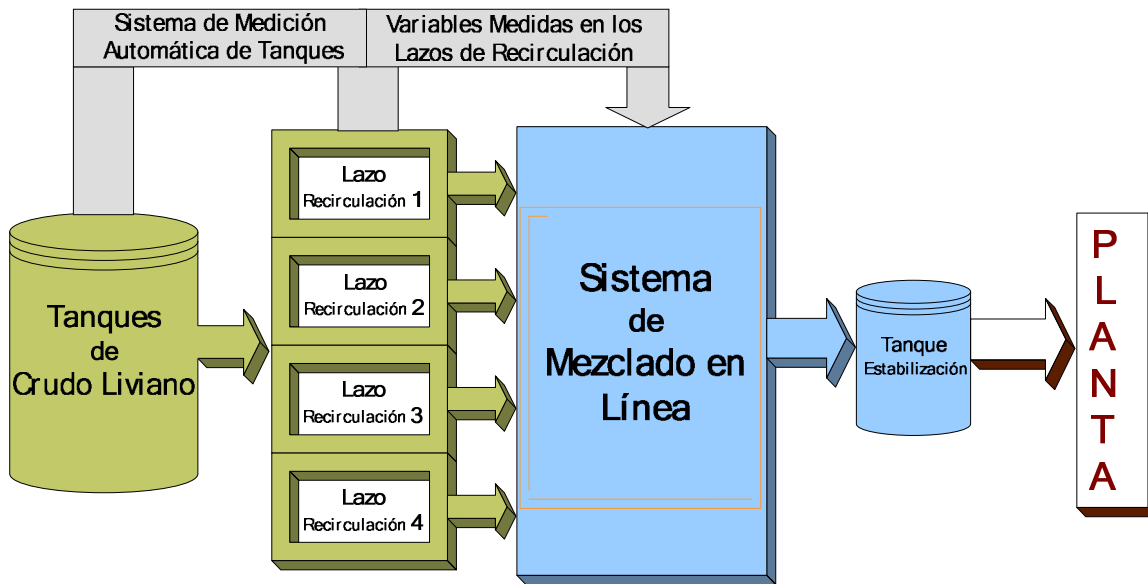 Sistema de Medición
Automática de Tanques
Variables Medidas en los
Lazos de Recirculación
Tanques
de
Crudo Liviano
Lazo
Recirculación 1
Lazo
Recirculación 2
Lazo
Recirculación 3
Lazo
Recirculación 4
Sistema
de
Mezclado en
Línea
Tanque
Estabilización
P
L
A
N
T
A